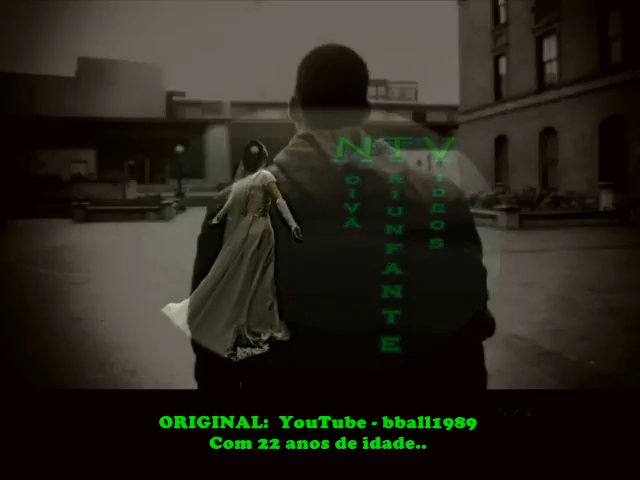 NTV
NOIVA
TRIUNFANTE
VIDEOS
ORIGINAL: YouTube - bball1989
Com 22 anos de idade..